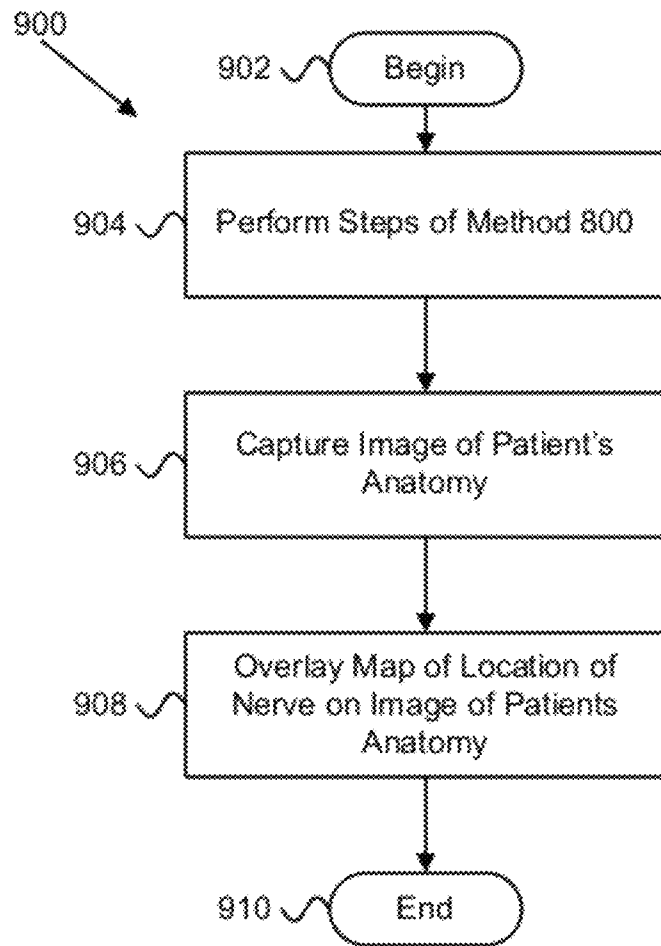 900
902 Begin
904 Perform Steps of Method 800
906 Capture Image of Patient's
Anatomy
Overlay Map of Location of
908 Nerve on Image of Patients
Anatomy
910 End